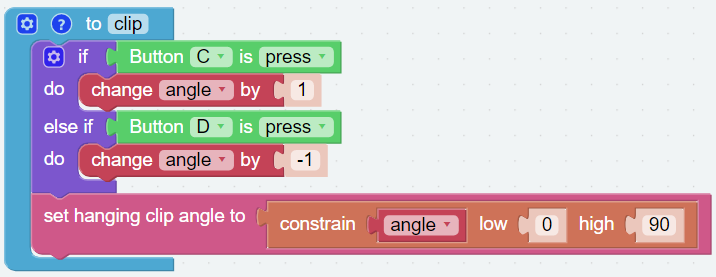 to clip
if Button C is press
do change angle by 1
else if Button D is press
do change angle by -1
set hanging clip angle to constrain angle low 0 high 90